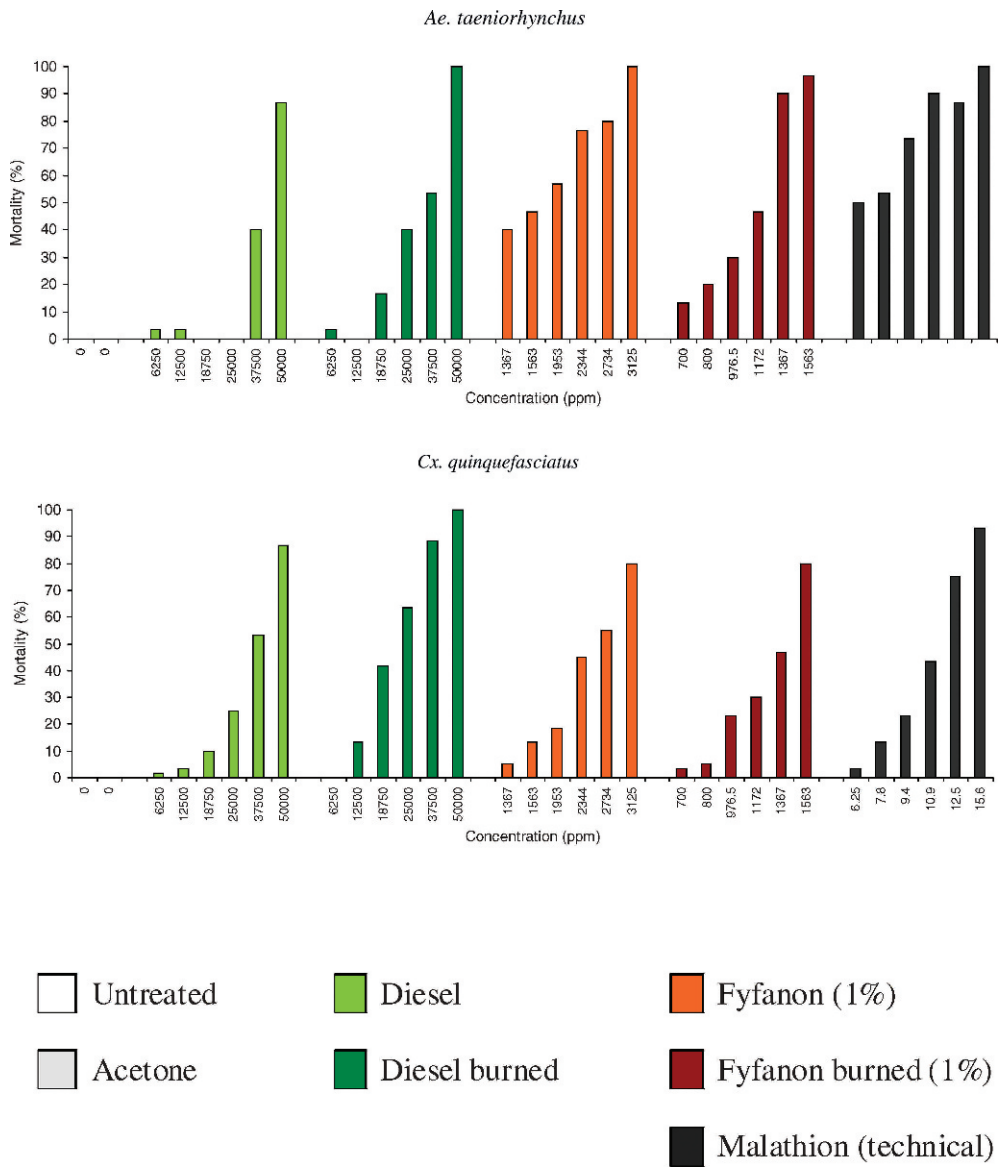 Ae. taeniorhynchus
100
90
80
70
60
50
40
30
20
10
0
Mortality (%)
0 0 6250 12500 18750 25000 37500 50000 6250 12500 18750 25000 37500 50000 1367 1563 1953 2344 2734 3125 700 800 976.5 1172 1367 1563
Concentration (ppm)
Cx. quinquefasciatus
100
90
80
70
60
50
40
30
20
10
0
Mortality (%)
0 0 6250 12500 18750 25000 37500 50000 6250 12500 18750 25000 37500 50000 1367 1563 1953 2344 2734 3125 700 800 976.5 1172 1367 1563 6.25 7.8 9.4 10.9 12.5 15.6
Concentration (ppm)
Untreated Diesel Fyfanon (1%)
Acetone Diesel burned Fyfanon burned (1%)
Malathion (technical)